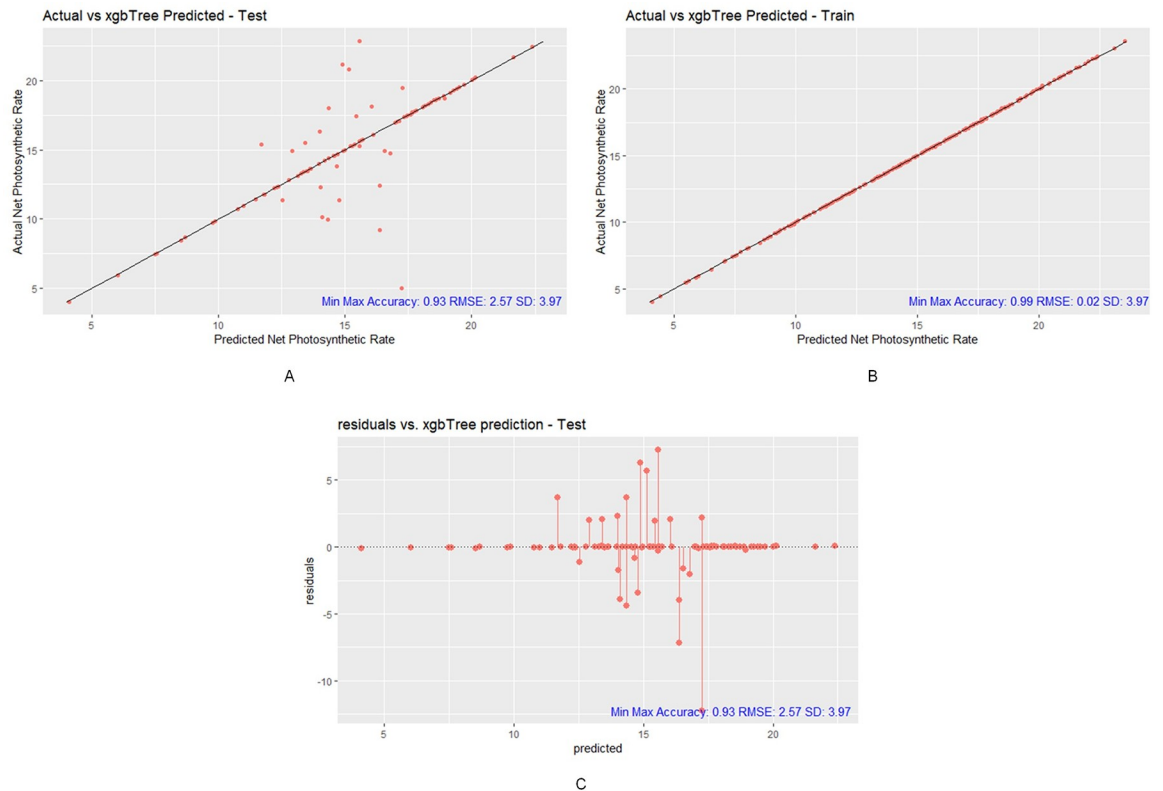 Actual vs xgbTree Predicted - Test
Actual Net Photosynthetic Rate
20
15
10
5
Min Max Accuracy: 0.93 RMSE: 2.57 SD: 3.97
5 10 15 20
Predicted Net Photosynthetic Rate
A
Actual vs xgbTree Predicted - Train
Actual Net Photosynthetic Rate
20
15
10
5
Min Max Accuracy: 0.99 RMSE: 0.02 SD: 3.97
5 10 15 20
Predicted Net Photosynthetic Rate
B
residuals vs. xgbTree prediction - Test
residuals
5
0
-5
-10
Min Max Accuracy: 0.93 RMSE: 2.57 SD: 3.97
5 10 15 20
predicted
C